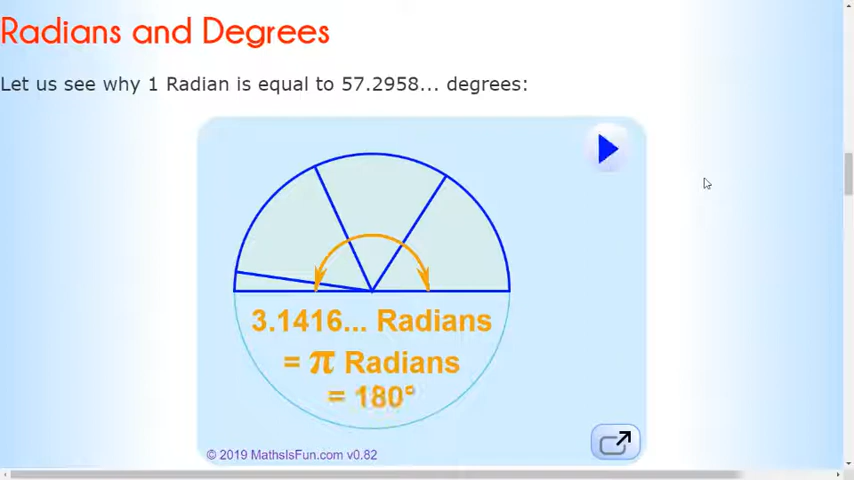 Radians and Degrees
Let us see why 1 Radian is equal to 57.2958... degrees:
3.1416... Radians
= π Radians
= 180°
© 2019 MathsIsFun.com v0.82